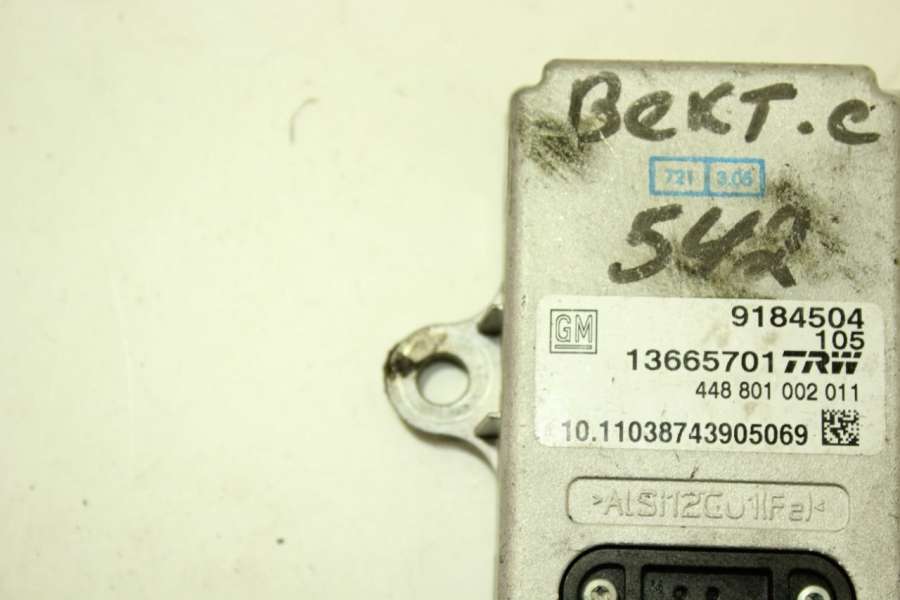 Вект. с
721 3.06
542
GM 9184504
105
13665701 TRW
448 801 002 011
10.11038743905069
>AlSi12Cu1(Fe)<